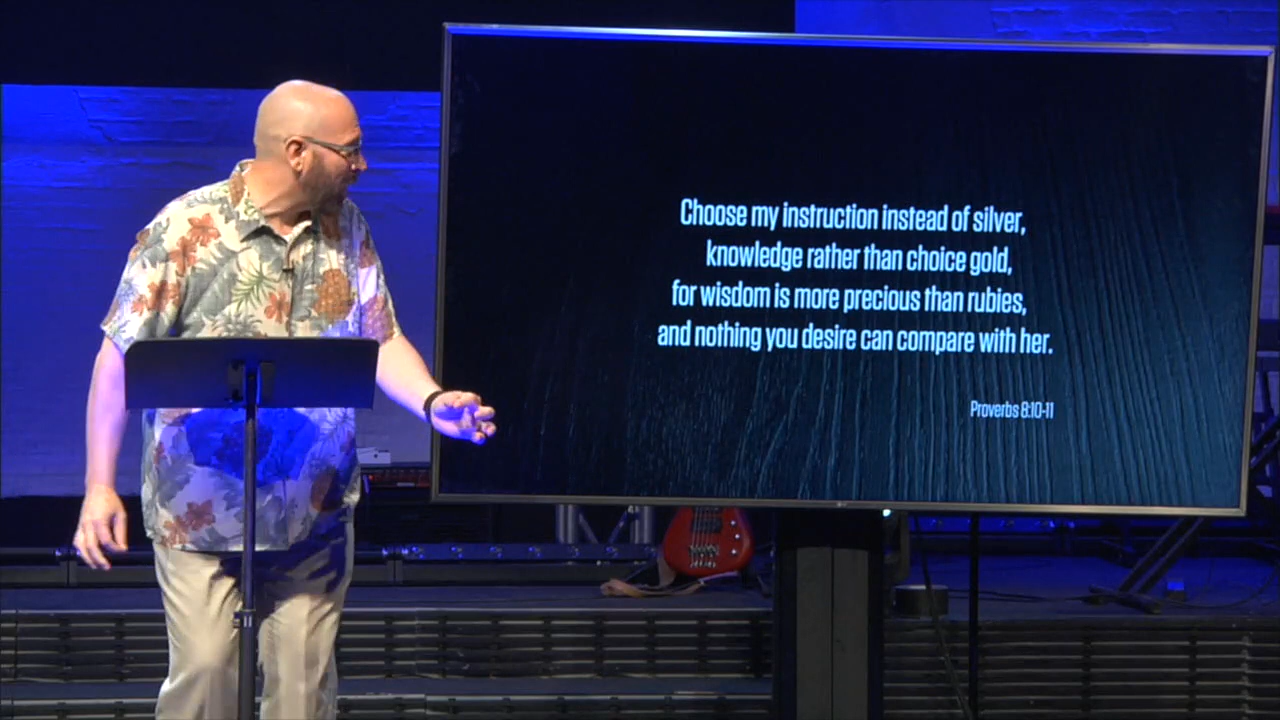 Choose my instruction instead of silver,
knowledge rather than choice gold,
for wisdom is more precious than rubies,
and nothing you desire can compare with her.
Proverbs 8:10-11